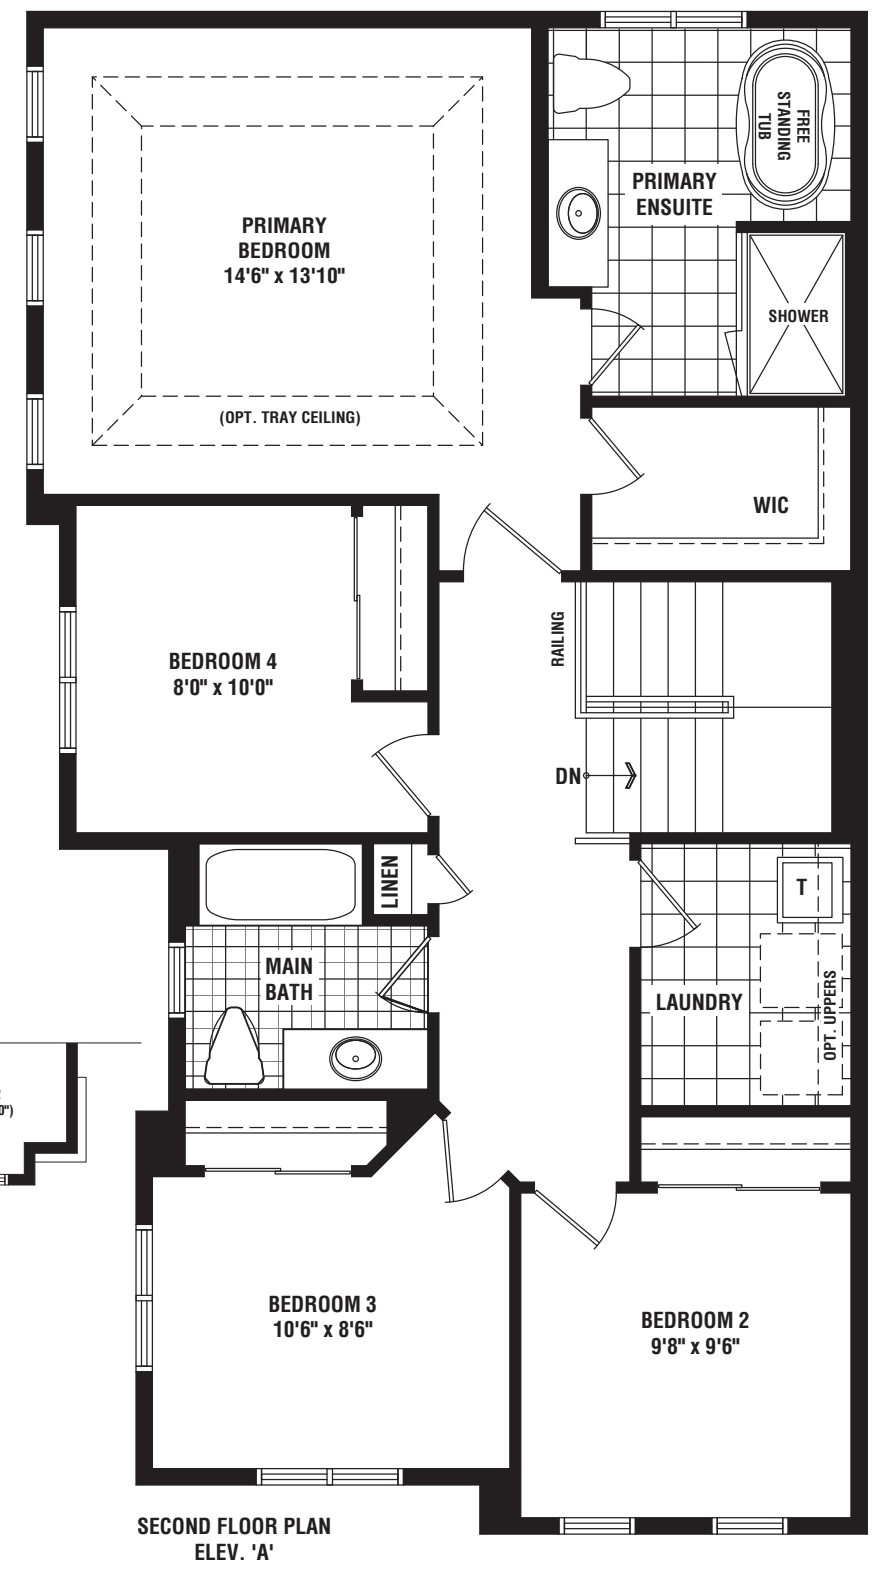 FREE
STANDING
TUB
PRIMARY
ENSUITE
PRIMARY
BEDROOM
14'6" x 13'10"
SHOWER
(OPT. TRAY CEILING)
WIC
RAILING
BEDROOM 4
8'0" x 10'0"
DN
LINEN
T
MAIN
BATH
LAUNDRY
OPT. UPPERS
0")
BEDROOM 3
10'6" x 8'6"
BEDROOM 2
9'8" x 9'6"
SECOND FLOOR PLAN
ELEV. 'A'